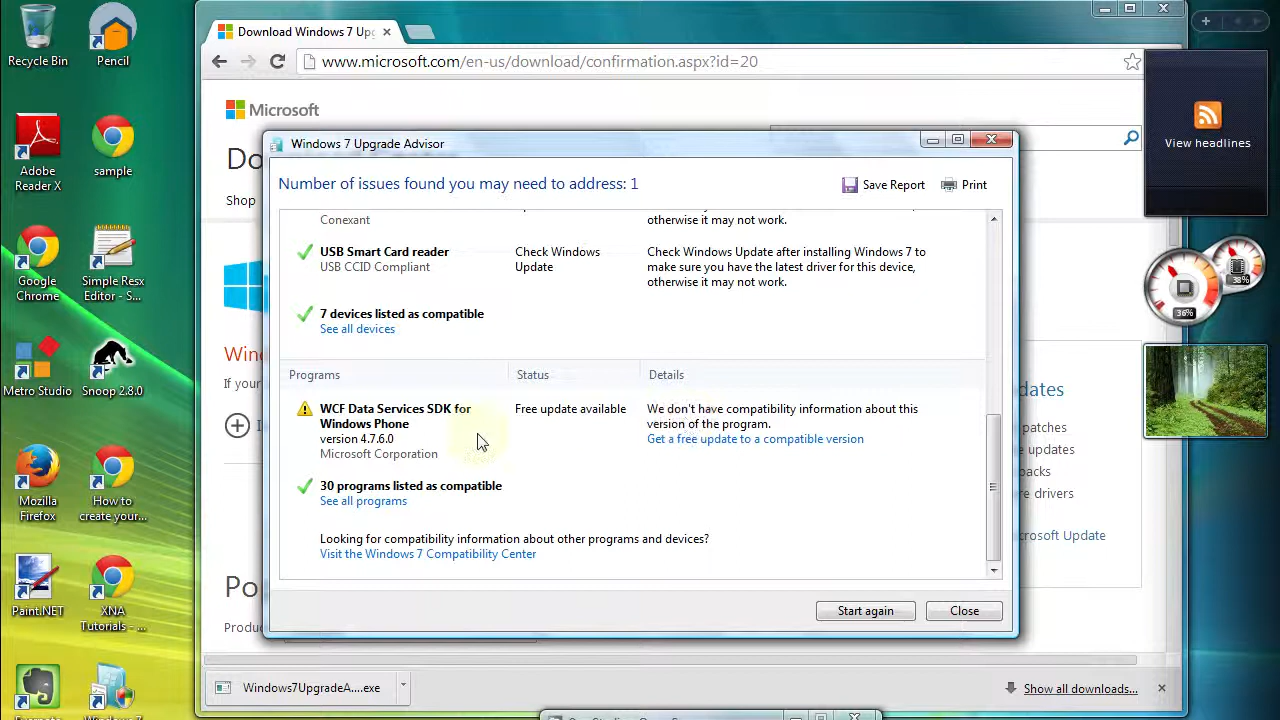 Recycle Bin
Pencil
Adobe
Reader X
sample
Google
Chrome
Simple Resx
Editor - S...
Metro Studio
Snoop 2.8.0
Mozilla
Firefox
How to
create your...
Paint.NET
XNA
Tutorials - ...
Download Windows 7 Upg
www.microsoft.com/en-us/download/confirmation.aspx?id=20
Microsoft
Shop
Windows 7 Upgrade Advisor
Number of issues found you may need to address: 1
Save Report
Print
Conexant
otherwise it may not work.
USB Smart Card reader
USB CCID Compliant
Check Windows
Update
Check Windows Update after installing Windows 7 to
make sure you have the latest driver for this device,
otherwise it may not work.
7 devices listed as compatible
See all devices
Programs
Status
Details
WCF Data Services SDK for
Windows Phone
version 4.7.6.0
Microsoft Corporation
Free update available
We don't have compatibility information about this
version of the program.
Get a free update to a compatible version
30 programs listed as compatible
See all programs
Looking for compatibility information about other programs and devices?
Visit the Windows 7 Compatibility Center
Start again
Close
If your
Windows7UpgradeA....exe
Show all downloads...
View headlines
38%
36%